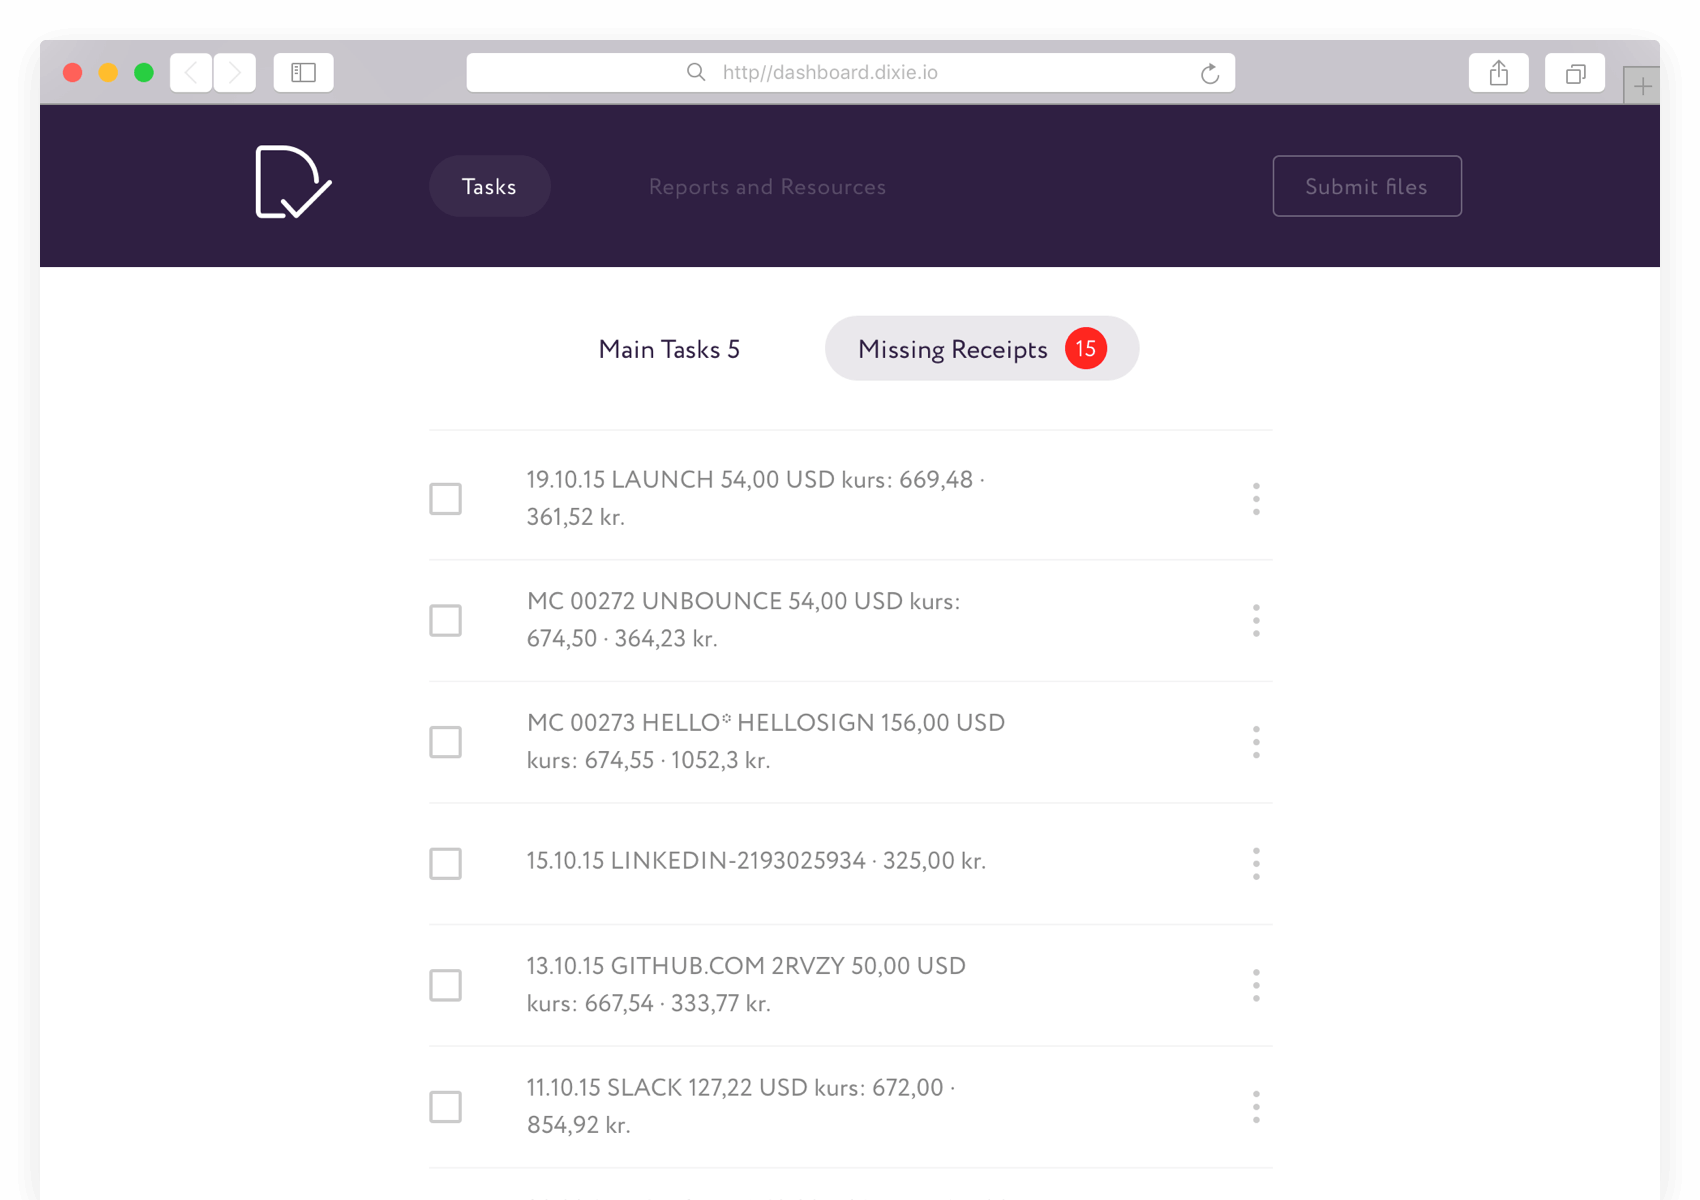 http//dashboard.dixie.io
Tasks
Reports and Resources
Submit files
Main Tasks 5
Missing Receipts 15
19.10.15 LAUNCH 54,00 USD kurs: 669,48 ·
361,52 kr.
MC 00272 UNBOUNCE 54,00 USD kurs:
674,50 · 364,23 kr.
MC 00273 HELLO* HELLOSIGN 156,00 USD
kurs: 674,55 · 1052,3 kr.
15.10.15 LINKEDIN-2193025934 · 325,00 kr.
13.10.15 GITHUB.COM 2RVZY 50,00 USD
kurs: 667,54 · 333,77 kr.
11.10.15 SLACK 127,22 USD kurs: 672,00 ·
854,92 kr.